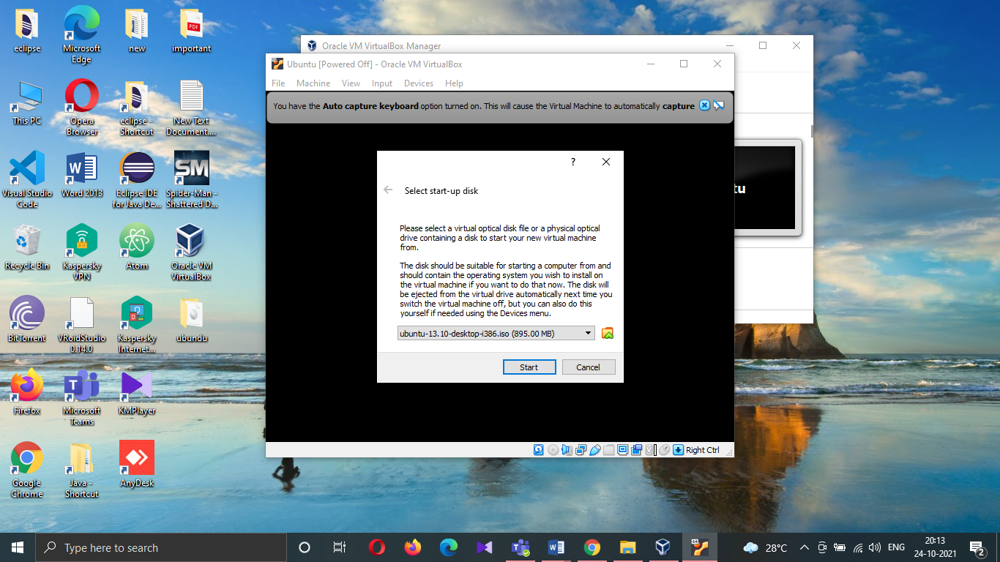 eclipse
Microsoft
Edge
new
important
This PC
Opera
Browser
eclipse -
Shortcut
New Text
Document....
Visual Studio
Code
Word 2013
Eclipse IDE
for Java De...
Spider-Man -
Shattered D...
Recycle Bin
Kaspersky
VPN
Atom
Oracle VM
VirtualBox
BitTorrent
VRoidStudio
0.14.0
Kaspersky
Internet...
ubundu
Firefox
Microsoft
Teams
KMPlayer
Google
Chrome
Java -
Shortcut
AnyDesk
PDF
SM
Oracle VM VirtualBox Manager
tu
Ubuntu [Powered Off] - Oracle VM VirtualBox
File Machine View Input Devices Help
You have the Auto capture keyboard option turned on. This will cause the Virtual Machine to automatically capture
?
Select start-up disk
Please select a virtual optical disk file or a physical optical
drive containing a disk to start your new virtual machine
from.
The disk should be suitable for starting a computer from and
should contain the operating system you wish to install on
the virtual machine if you want to do that now. The disk will
be ejected from the virtual drive automatically next time you
switch the virtual machine off, but you can also do this
yourself if needed using the Devices menu.
ubuntu-13.10-desktop-i386.iso (895.00 MB)
Start Cancel
Right Ctrl
Type here to search
28°C ENG 20:13
24-10-2021
2